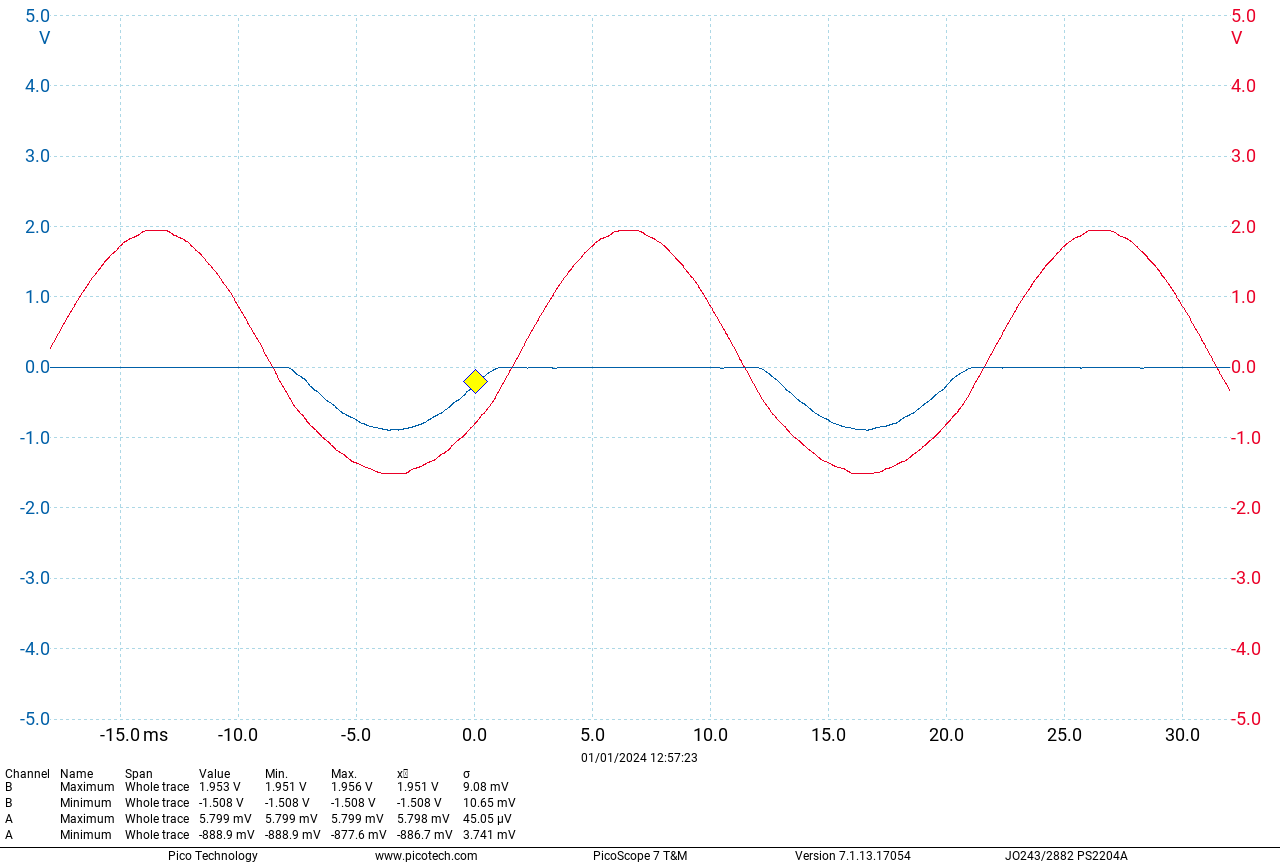 5.0 5.0
V V
4.0 4.0
3.0 3.0
2.0 2.0
1.0 1.0
0.0 0.0
-1.0 -1.0
-2.0 -2.0
-3.0 -3.0
-4.0 -4.0
-5.0 -5.0
-15.0 ms -10.0 -5.0 0.0 5.0 10.0 15.0 20.0 25.0 30.0
01/01/2024 12:57:23
Channel Name Span Value Min. Max. x σ
B Maximum Whole trace 1.953 V 1.951 V 1.956 V 1.951 V 9.08 mV
B Minimum Whole trace -1.508 V -1.508 V -1.508 V -1.508 V 10.65 mV
A Maximum Whole trace 5.799 mV 5.799 mV 5.799 mV 5.798 mV 45.05 µV
A Minimum Whole trace -888.9 mV -888.9 mV -877.6 mV -886.7 mV 3.741 mV
Pico Technology www.picotech.com PicoScope 7 T&M Version 7.1.13.17054 JO243/2882 PS2204A